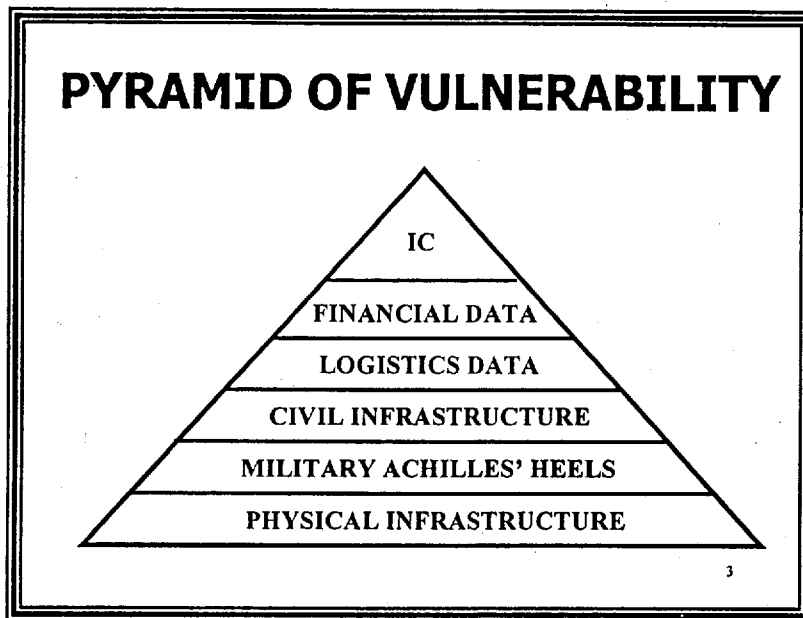 PYRAMID OF VULNERABILITY
IC
FINANCIAL DATA
LOGISTICS DATA
CIVIL INFRASTRUCTURE
MILITARY ACHILLES' HEELS
PHYSICAL INFRASTRUCTURE
3